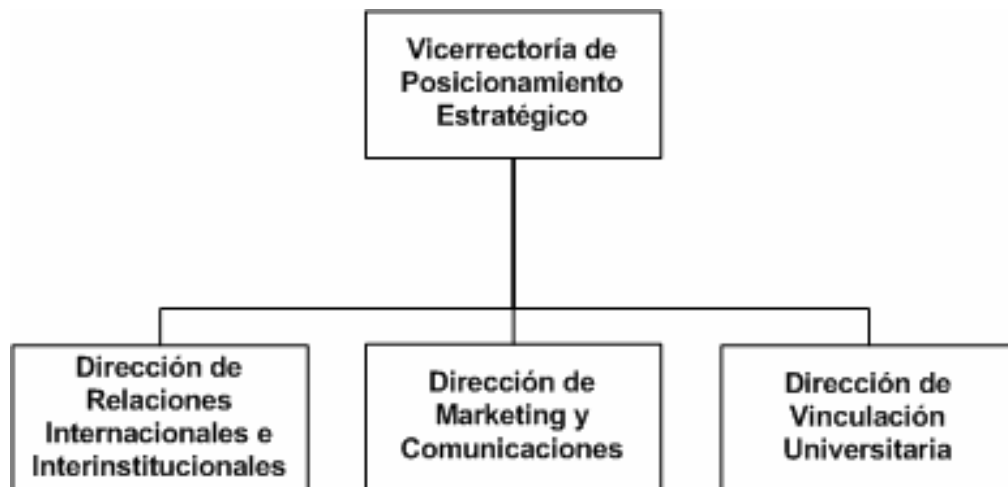 Vicerrectoría de
Posicionamiento
Estratégico
Dirección de
Relaciones
Internacionales e
Interinstitucionales
Dirección de
Marketing y
Comunicaciones
Dirección de
Vinculación
Universitaria